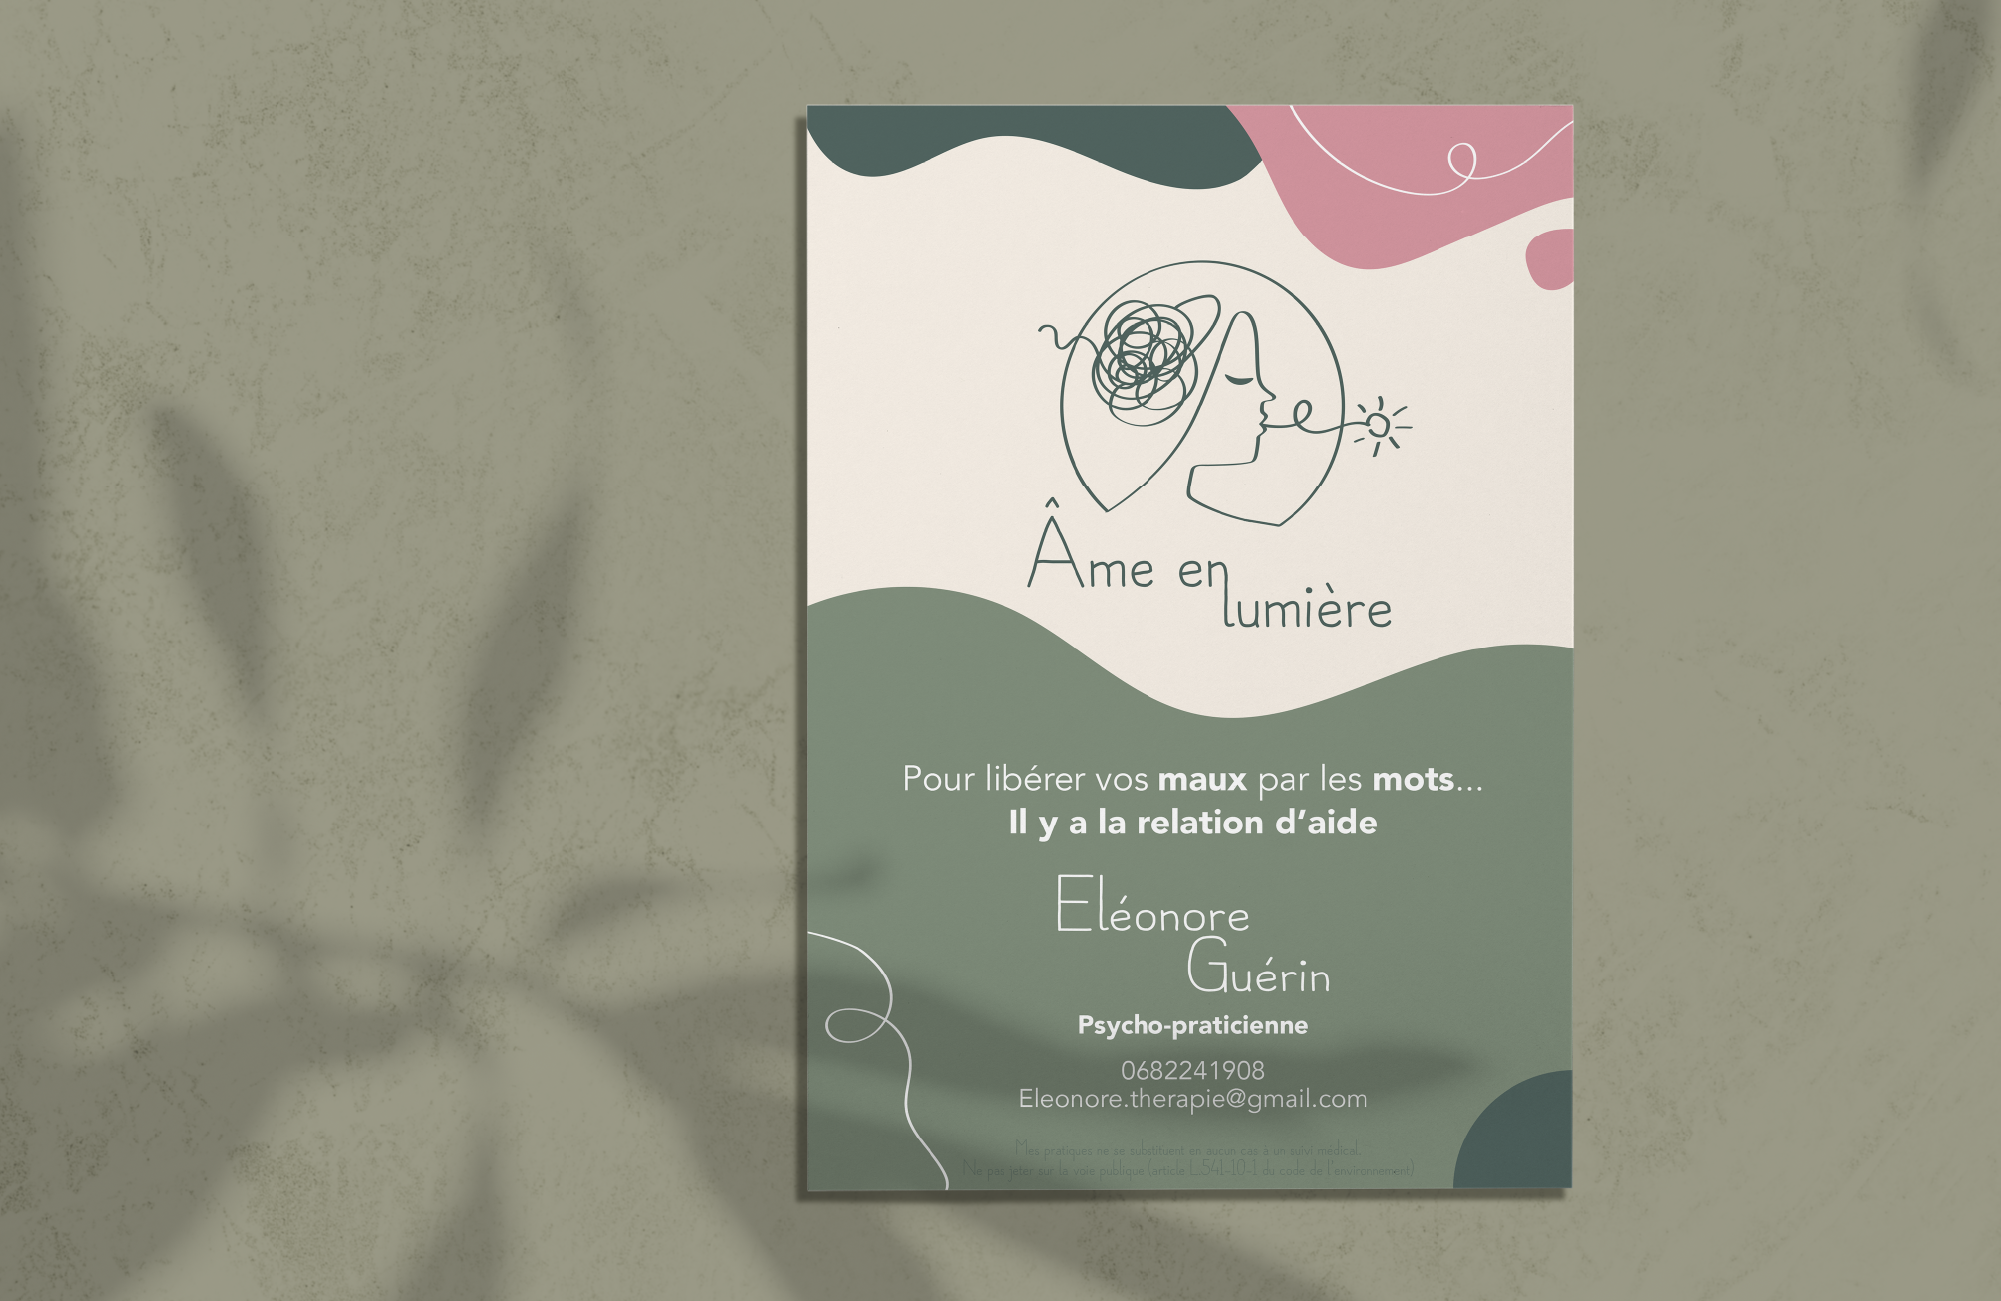 Âme en
lumière
Pour libérer vos maux par les mots...
Il y a la relation d’aide
Eléonore
Guérin
Psycho-praticienne
0682241908
Eleonore.therapie@gmail.com
Mes pratiques ne se substituent en aucun cas à un suivi médical.
Ne pas jeter sur la voie publique (article L.541-10-1 du code de l'environnement)